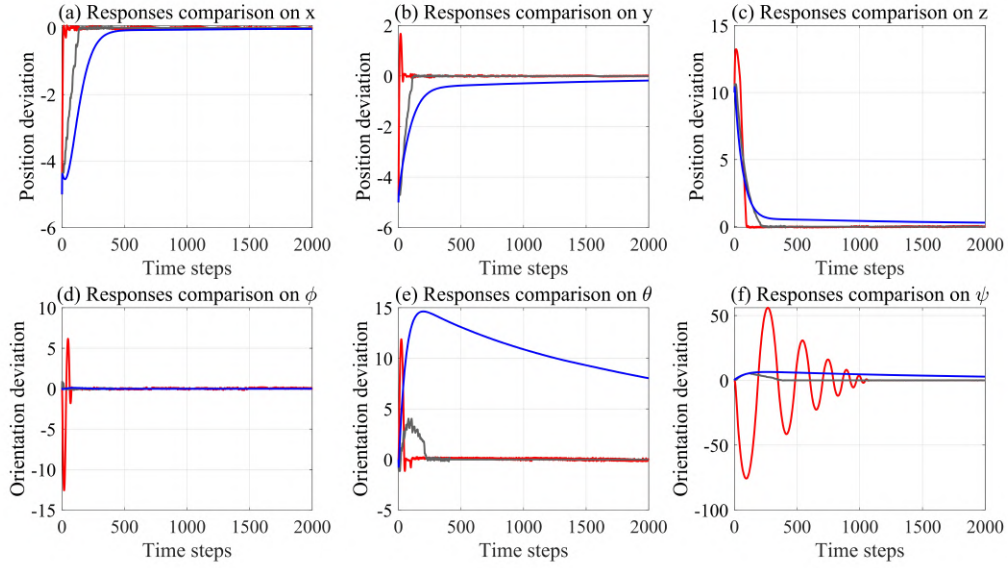 (a) Responses comparison on x
0
-2
-4
-6
Position deviation
0 500 1000 1500 2000
Time steps
(b) Responses comparison on y
2
0
-2
-4
-6
Position deviation
0 500 1000 1500 2000
Time steps
(c) Responses comparison on z
15
10
5
0
Position deviation
0 500 1000 1500 2000
Time steps
(d) Responses comparison on ϕ
10
5
0
-5
-10
-15
Orientation deviation
0 500 1000 1500 2000
Time steps
(e) Responses comparison on θ
15
10
5
0
-5
Orientation deviation
0 500 1000 1500 2000
Time steps
(f) Responses comparison on ψ
50
0
-50
-100
Orientation deviation
0 500 1000 1500 2000
Time steps